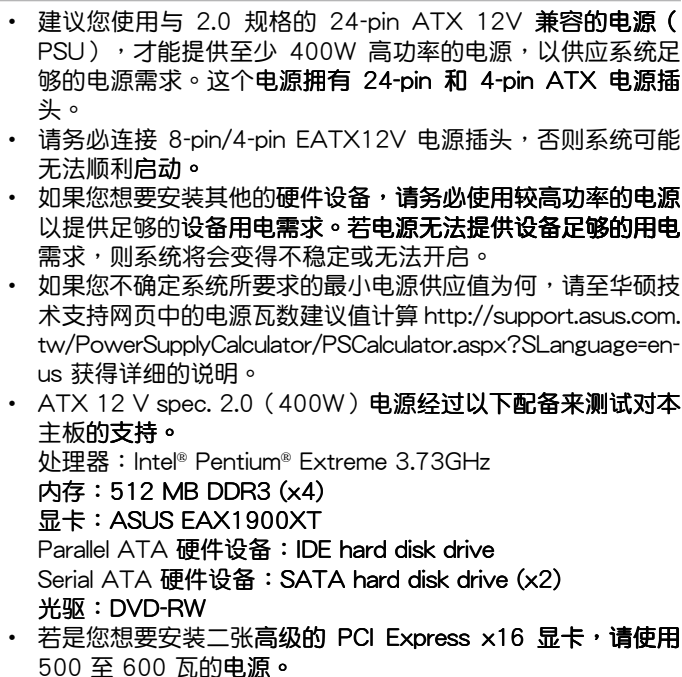 • 建议您使用与 2.0 规格的 24-pin ATX 12V 兼容的电源（
PSU），才能提供至少 400W 高功率的电源，以供应系统足
够的电源需求。这个电源拥有 24-pin 和 4-pin ATX 电源插
头。
• 请务必连接 8-pin/4-pin EATX12V 电源插头，否则系统可能
无法顺利启动。
• 如果您想要安装其他的硬件设备，请务必使用较高功率的电源
以提供足够的设备用电需求。若电源无法提供设备足够的用电
需求，则系统将会变得不稳定或无法开启。
• 如果您不确定系统所要求的最小电源供应值为何，请至华硕技
术支持网页中的电源瓦数建议值计算 http://support.asus.com.
tw/PowerSupplyCalculator/PSCalculator.aspx?SLanguage=en-
us 获得详细的说明。
• ATX 12 V spec. 2.0（400W）电源经过以下配备来测试对本
主板的支持。
处理器：Intel® Pentium® Extreme 3.73GHz
内存：512 MB DDR3 (x4)
显卡：ASUS EAX1900XT
Parallel ATA 硬件设备：IDE hard disk drive
Serial ATA 硬件设备：SATA hard disk drive (x2)
光驱：DVD-RW
• 若是您想要安装二张高级的 PCI Express x16 显卡，请使用
500 至 600 瓦的电源。